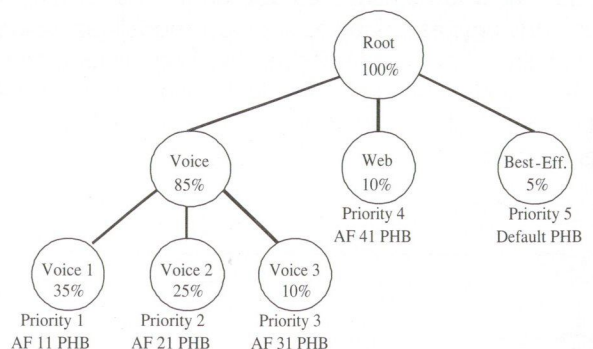 Root
100%
Voice
85%
Web
10%
Best-Eff.
5%
Priority 4
AF 41 PHB
Priority 5
Default PHB
Voice 1
35%
Voice 2
25%
Voice 3
10%
Priority 1
AF 11 PHB
Priority 2
AF 21 PHB
Priority 3
AF 31 PHB